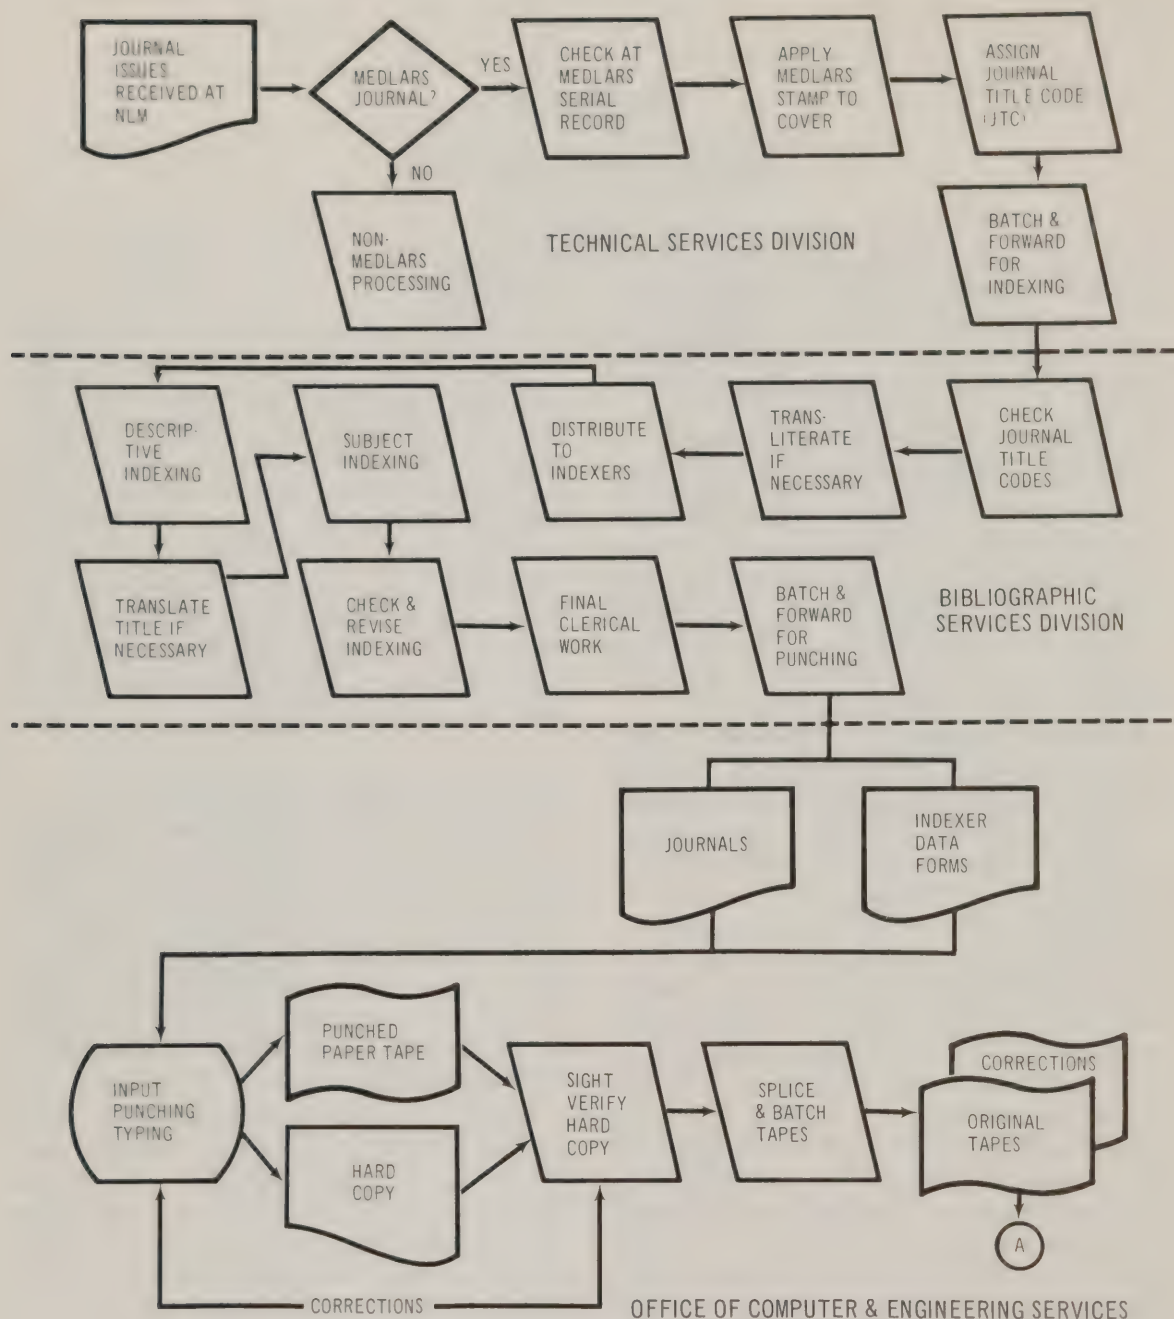 JOURNAL
ISSUES
RECEIVED AT
NLM
MEDLARS
JOURNAL?
YES
NO
CHECK AT
MEDLARS
SERIAL
RECORD
APPLY
MEDLARS
STAMP TO
COVER
ASSIGN
JOURNAL
TITLE CODE
(JTC)
NON-
MEDLARS
PROCESSING
TECHNICAL SERVICES DIVISION
BATCH &
FORWARD
FOR
INDEXING
DESCRIP-
TIVE
INDEXING
SUBJECT
INDEXING
DISTRIBUTE
TO
INDEXERS
TRANS-
LITERATE
IF
NECESSARY
CHECK
JOURNAL
TITLE
CODES
TRANSLATE
TITLE IF
NECESSARY
CHECK &
REVISE
INDEXING
FINAL
CLERICAL
WORK
BATCH &
FORWARD
FOR
PUNCHING
BIBLIOGRAPHIC
SERVICES DIVISION
JOURNALS
INDEXER
DATA
FORMS
INPUT
PUNCHING
TYPING
PUNCHED
PAPER TAPE
HARD
COPY
SIGHT
VERIFY
HARD
COPY
SPLICE
& BATCH
TAPES
CORRECTIONS
ORIGINAL
TAPES
A
CORRECTIONS
OFFICE OF COMPUTER & ENGINEERING SERVICES